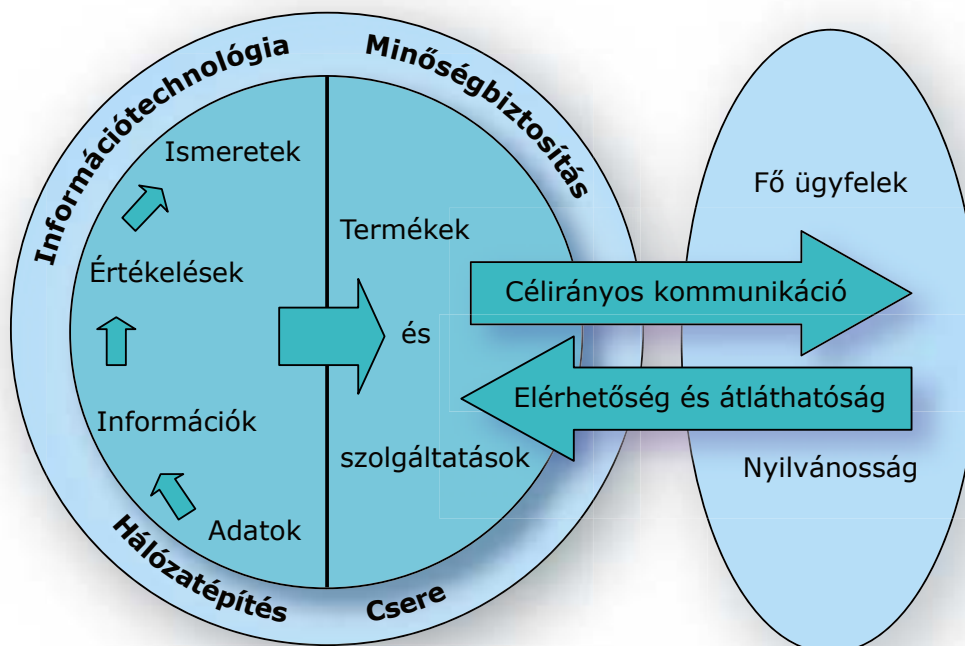 Információtechnológia
Minőségbiztosítás
Ismeretek
Értékelések
Információk
Adatok
Termékek
és
szolgáltatások
Hálózatépítés
Csere
Fő ügyfelek
Célirányos kommunikáció
Elérhetőség és átláthatóság
Nyilvánosság